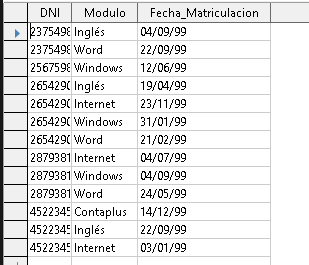 DNI Modulo Fecha_Matriculacion
2375498 Inglés 04/09/99
2375498 Word 22/09/99
2567598 Windows 12/06/99
2654290 Inglés 19/04/99
2654290 Internet 23/11/99
2654290 Windows 31/01/99
2654290 Word 21/02/99
2879381 Internet 04/07/99
2879381 Windows 04/09/99
2879381 Word 24/05/99
4522345 Contaplus 14/12/99
4522345 Inglés 22/09/99
4522345 Internet 03/01/99